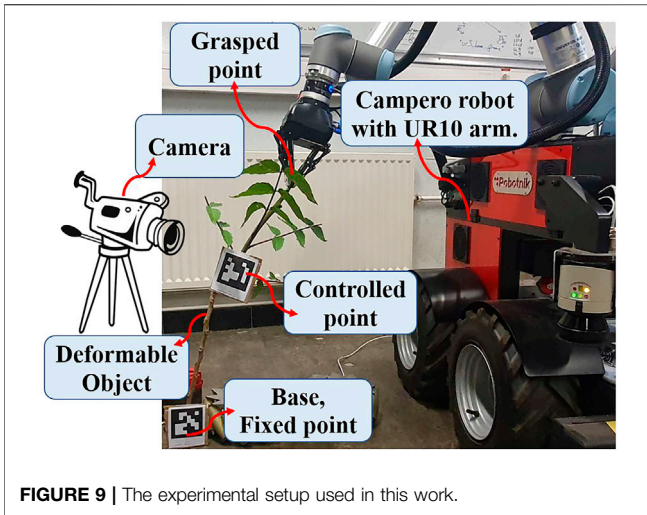 Grasped
point
Camera
Campero robot
with UR10 arm.
Robotnik
Controlled
point
Deformable
Object
Base,
Fixed point
FIGURE 9 | The experimental setup used in this work.